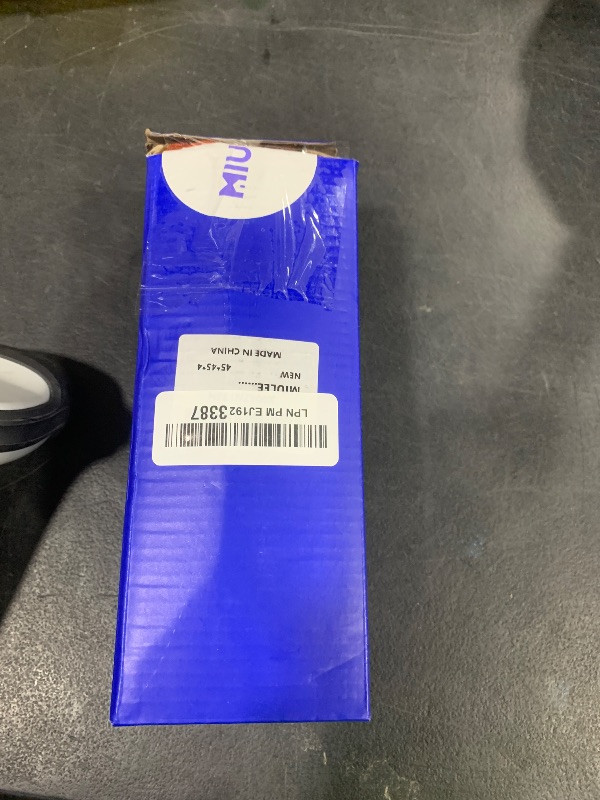 MIU
LPN PM EJ1923387
MIULEE......
NEW
45*45*4
MADE IN CHINA